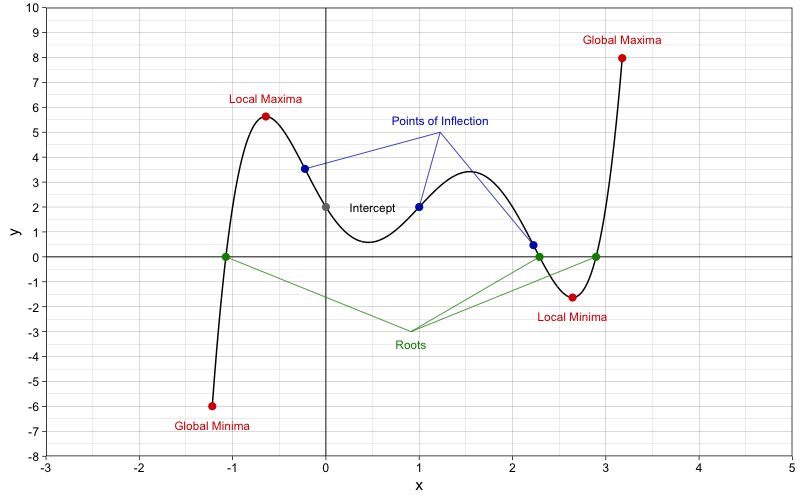 10
9
8
7
6
5
4
3
2
1
0
-1
-2
-3
-4
-5
-6
-7
-8
y
Global Maxima
Local Maxima
Points of Inflection
Intercept
Local Minima
Roots
Global Minima
-3 -2 -1 0 1 2 3 4 5
x